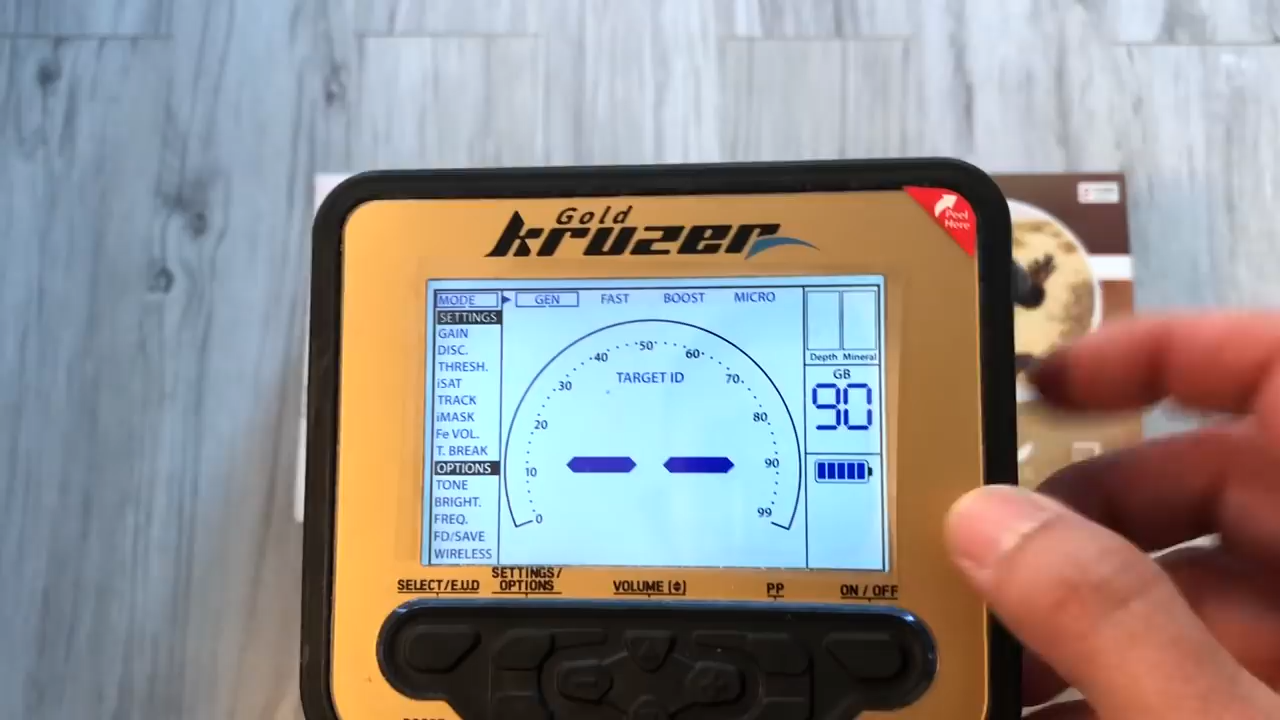 Gold
kruzer
Peel
Here
MODE GEN FAST BOOST MICRO
SETTINGS
GAIN
DISC.
THRESH.
iSAT
TRACK
iMASK
Fe VOL.
T. BREAK
OPTIONS
TONE
BRIGHT.
FREQ.
FD/SAVE
WIRELESS
TARGET ID
0
10
20
30
40
50
60
70
80
90
99
Depth Mineral
GB
90
SELECT/E.U.D
SETTINGS/
OPTIONS
VOLUME
PP
ON / OFF